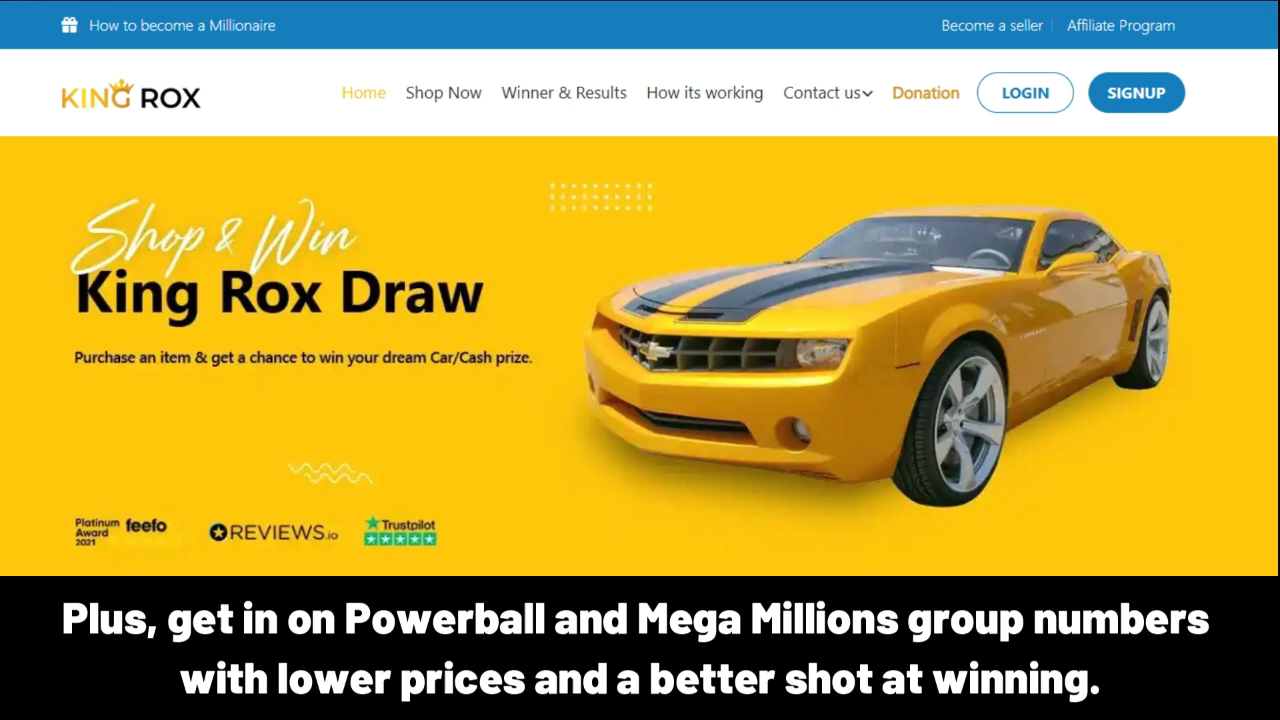 How to become a Millionaire
Become a seller
Affiliate Program
KING ROX
Home
Shop Now
Winner & Results
How its working
Contact us
Donation
LOGIN
SIGNUP
Shop & Win
King Rox Draw
Purchase an item & get a chance to win your dream Car/Cash prize.
Platinum
Award
2021
feefo
REVIEWS.io
Trustpilot
Plus, get in on Powerball and Mega Millions group numbers
with lower prices and a better shot at winning.